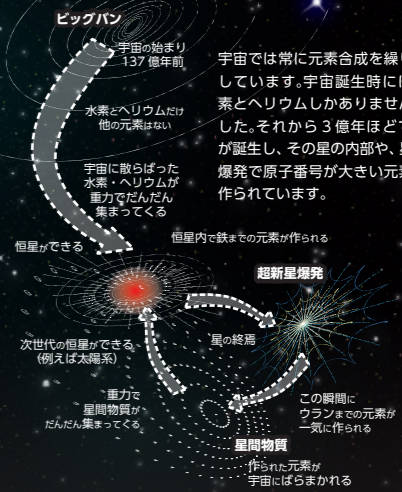 ビッグバン
宇宙の始まり
137 億年前
水素とヘリウムだけ
他の元素はない
宇宙に散らばった
水素・ヘリウムが
重力でだんだん
集まってくる
恒星ができる
宇宙では常に元素合成を繰り
しています。宇宙誕生時に
素とヘリウムしかありません
した。それから 3 億年ほど
が誕生し、その星の内部や、
爆発で原子番号が大きい元素
作られています。
恒星内で鉄までの元素が作られる
超新星爆発
星の終焉
次世代の恒星ができる
(例えば太陽系)
重力で
星間物質が
だんだん集まってくる
この瞬間に
ウランまでの元素が
一気に作られる
星間物質
作られた元素が
宇宙にばらまかれる